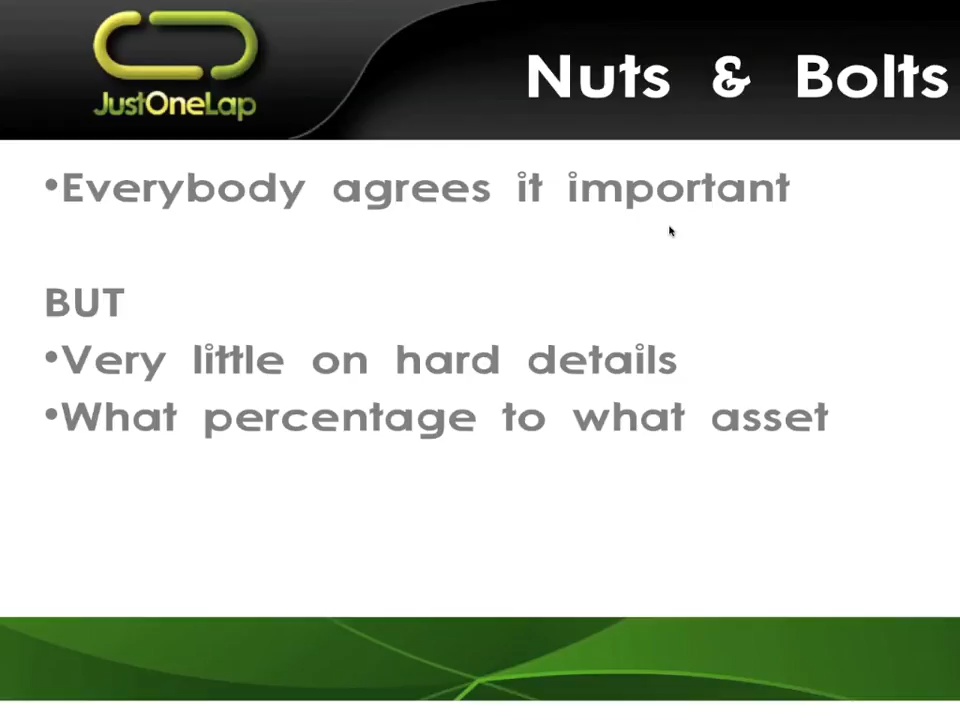 JustOneLap
Nuts & Bolts
•Everybody agrees it important
BUT
•Very little on hard details
•What percentage to what asset